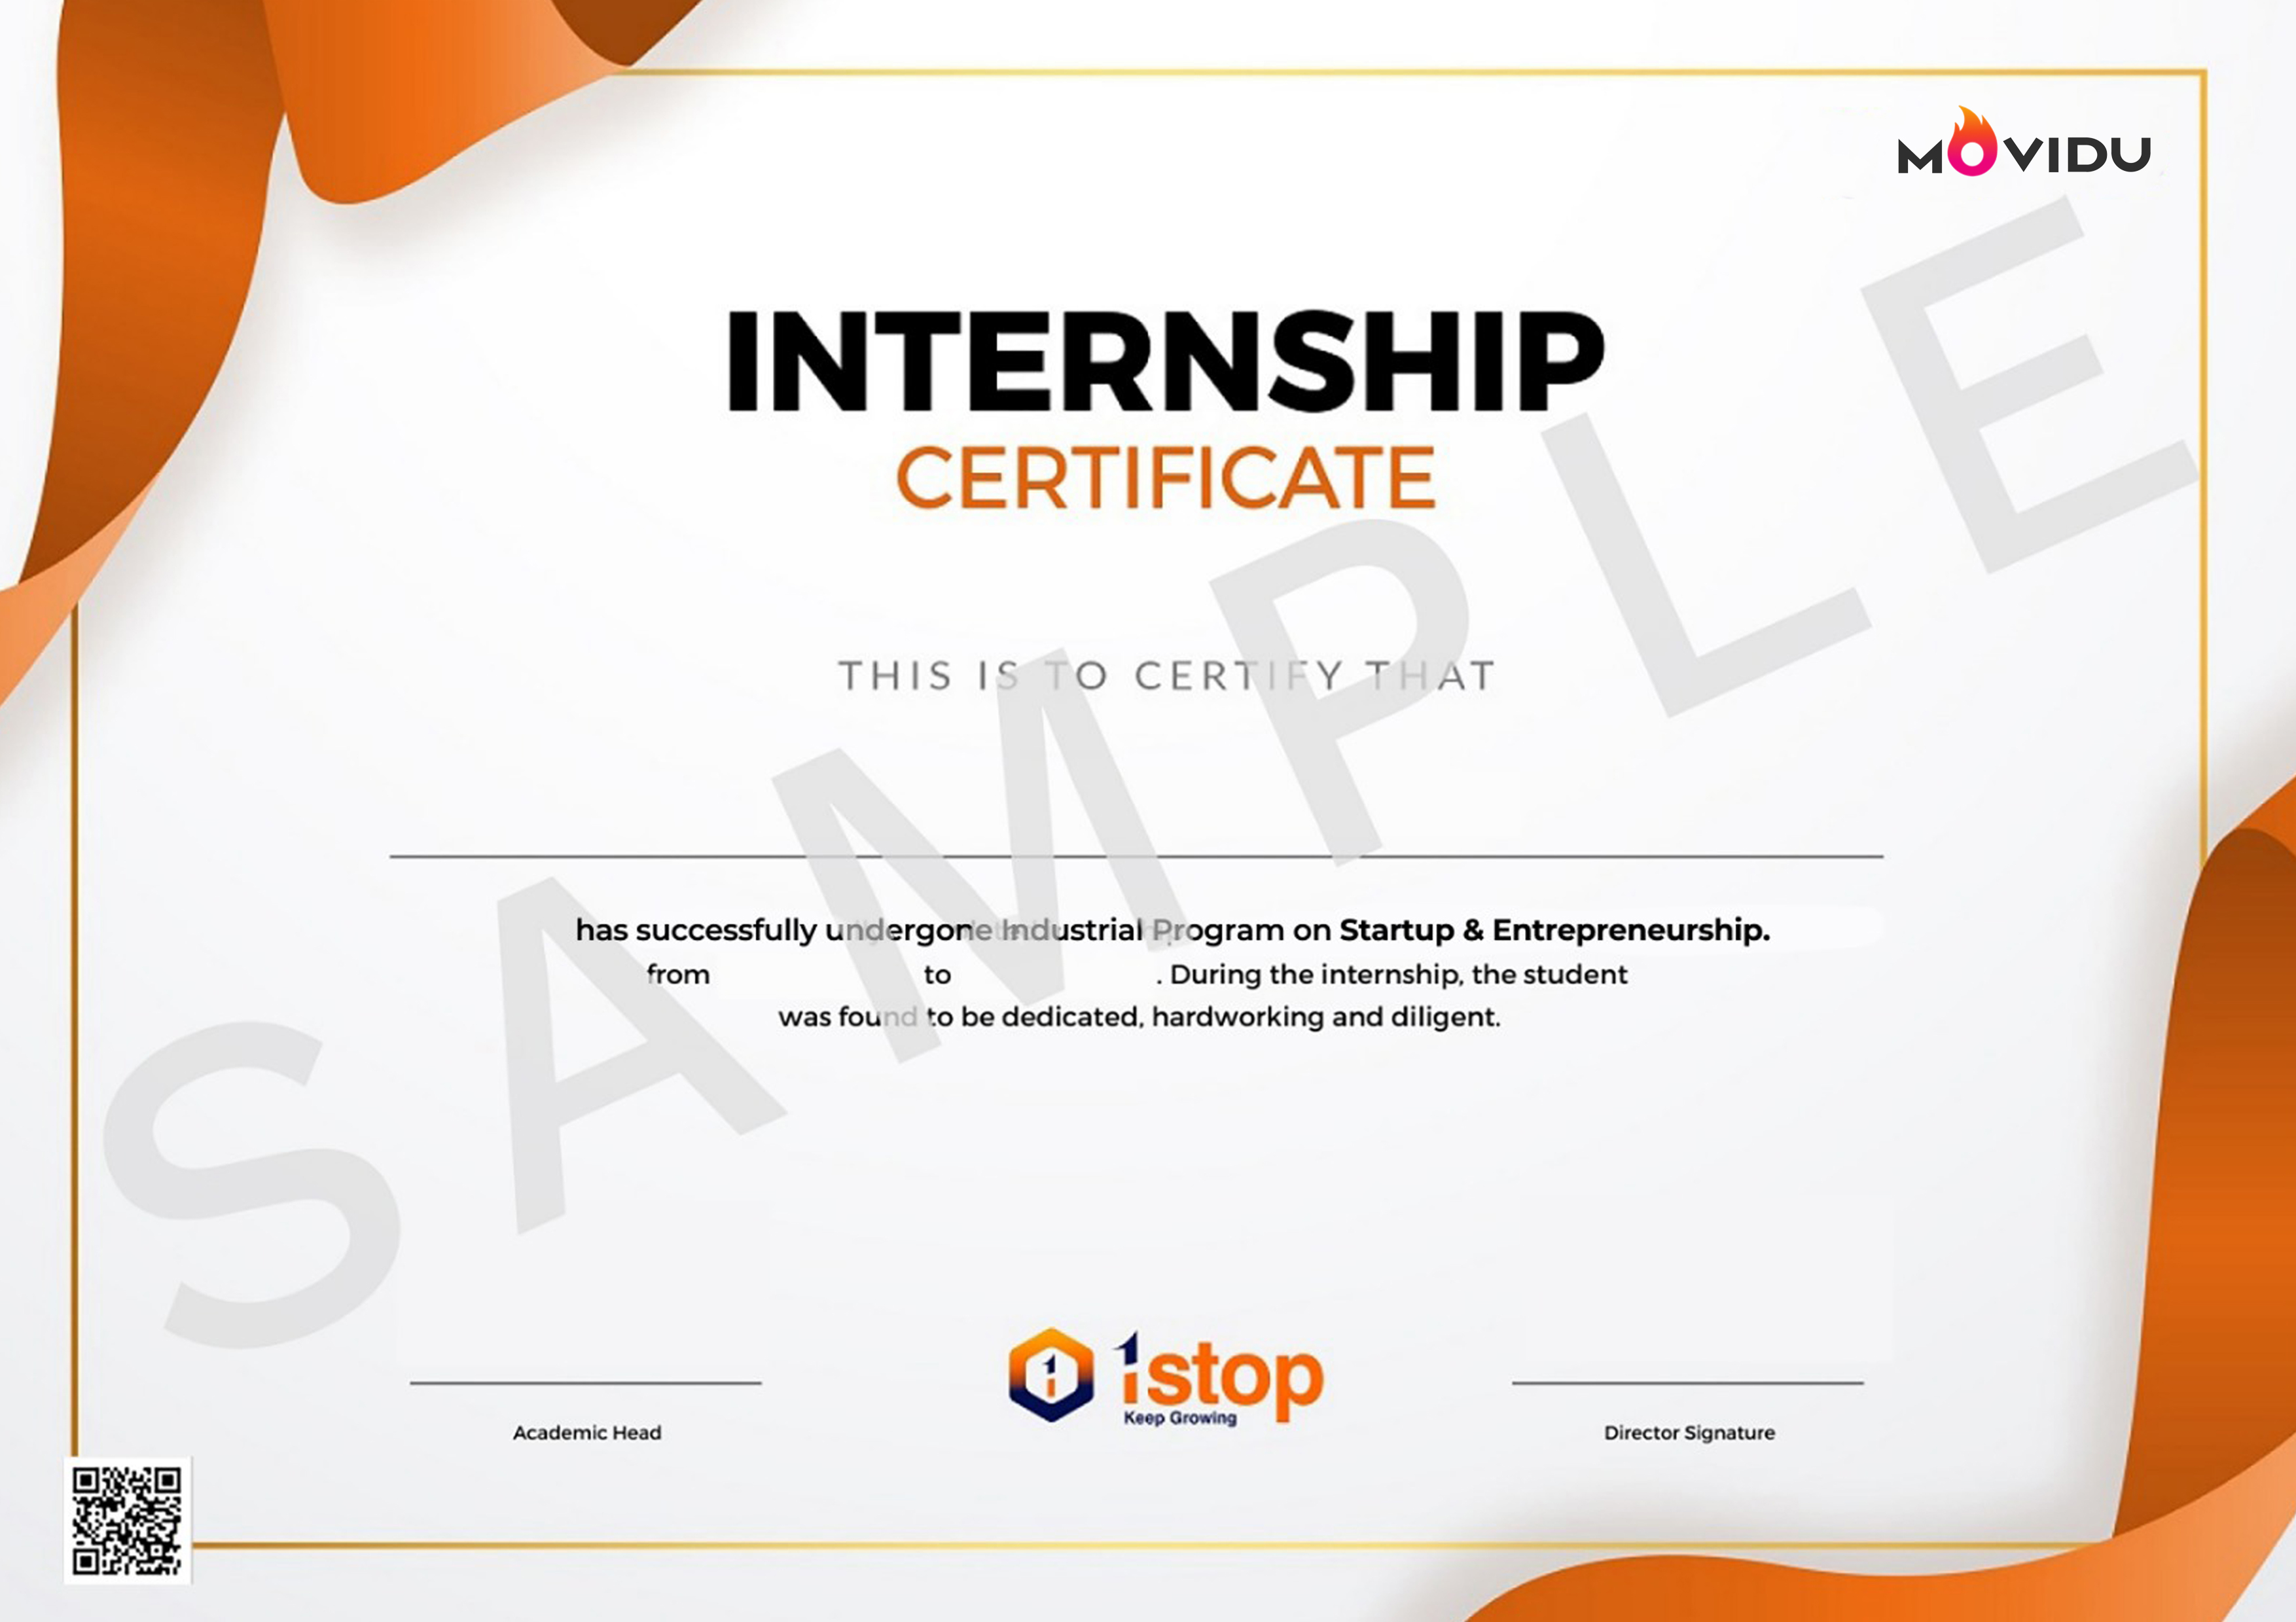 MOVIDU
INTERNSHIP
CERTIFICATE
THIS IS TO CERTIFY THAT
has successfully undergone Industrial Program on Startup & Entrepreneurship.
from to . During the internship, the student
was found to be dedicated, hardworking and diligent.
SAMPLE
1stop
Keep Growing
Academic Head
Director Signature